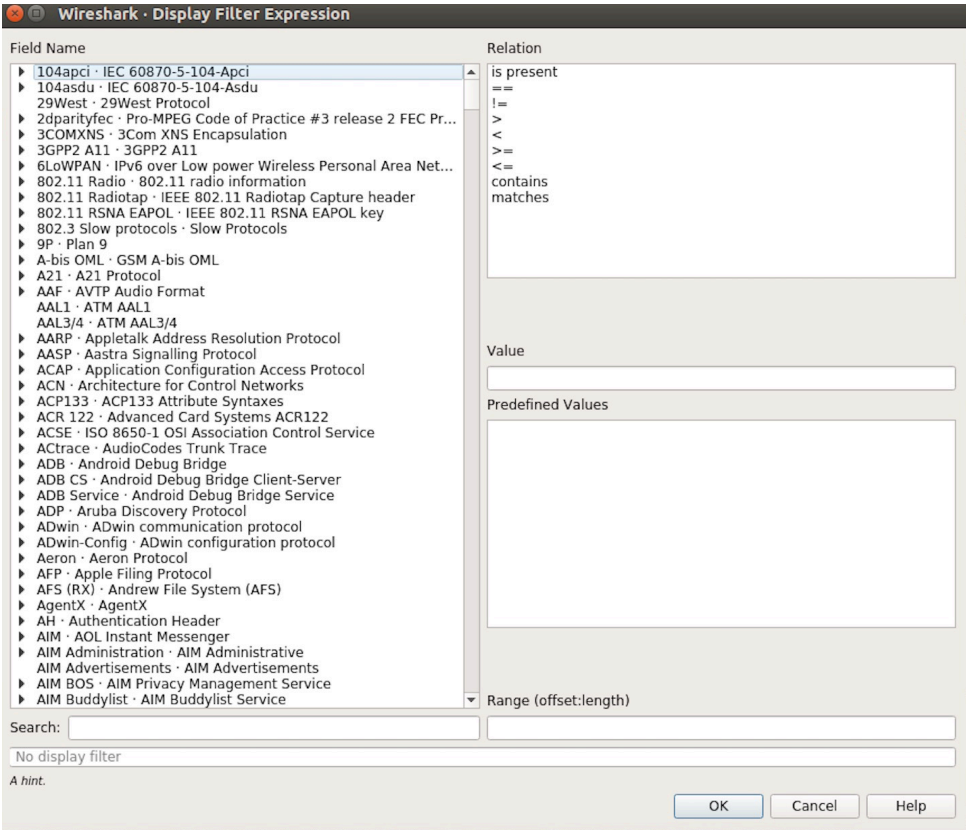 Wireshark · Display Filter Expression
Field Name
104apci · IEC 60870-5-104-Apci
104asdu · IEC 60870-5-104-Asdu
29West · 29West Protocol
2dparityfec · Pro-MPEG Code of Practice #3 release 2 FEC Pr...
3COMXNS · 3Com XNS Encapsulation
3GPP2 A11 · 3GPP2 A11
6LoWPAN · IPv6 over Low power Wireless Personal Area Net...
802.11 Radio · 802.11 radio information
802.11 Radiotap · IEEE 802.11 Radiotap Capture header
802.11 RSNA EAPOL · IEEE 802.11 RSNA EAPOL key
802.3 Slow protocols · Slow Protocols
9P · Plan 9
A-bis OML · GSM A-bis OML
A21 · A21 Protocol
AAF · AVTP Audio Format
AAL1 · ATM AAL1
AAL3/4 · ATM AAL3/4
AARP · Appletalk Address Resolution Protocol
AASP · Aastra Signalling Protocol
ACAP · Application Configuration Access Protocol
ACN · Architecture for Control Networks
ACP133 · ACP133 Attribute Syntaxes
ACR 122 · Advanced Card Systems ACR122
ACSE · ISO 8650-1 OSI Association Control Service
ACtrace · AudioCodes Trunk Trace
ADB · Android Debug Bridge
ADB CS · Android Debug Bridge Client-Server
ADB Service · Android Debug Bridge Service
ADP · Aruba Discovery Protocol
ADwin · ADwin communication protocol
ADwin-Config · ADwin configuration protocol
Aeron · Aeron Protocol
AFP · Apple Filing Protocol
AFS (RX) · Andrew File System (AFS)
AgentX · AgentX
AH · Authentication Header
AIM · AOL Instant Messenger
AIM Administration · AIM Administrative
AIM Advertisements · AIM Advertisements
AIM BOS · AIM Privacy Management Service
AIM Buddylist · AIM Buddylist Service
Search:
No display filter
A hint.
Relation
is present
==
!=
>
<
>=
<=
contains
matches
Value
Predefined Values
Range (offset:length)
OK
Cancel
Help